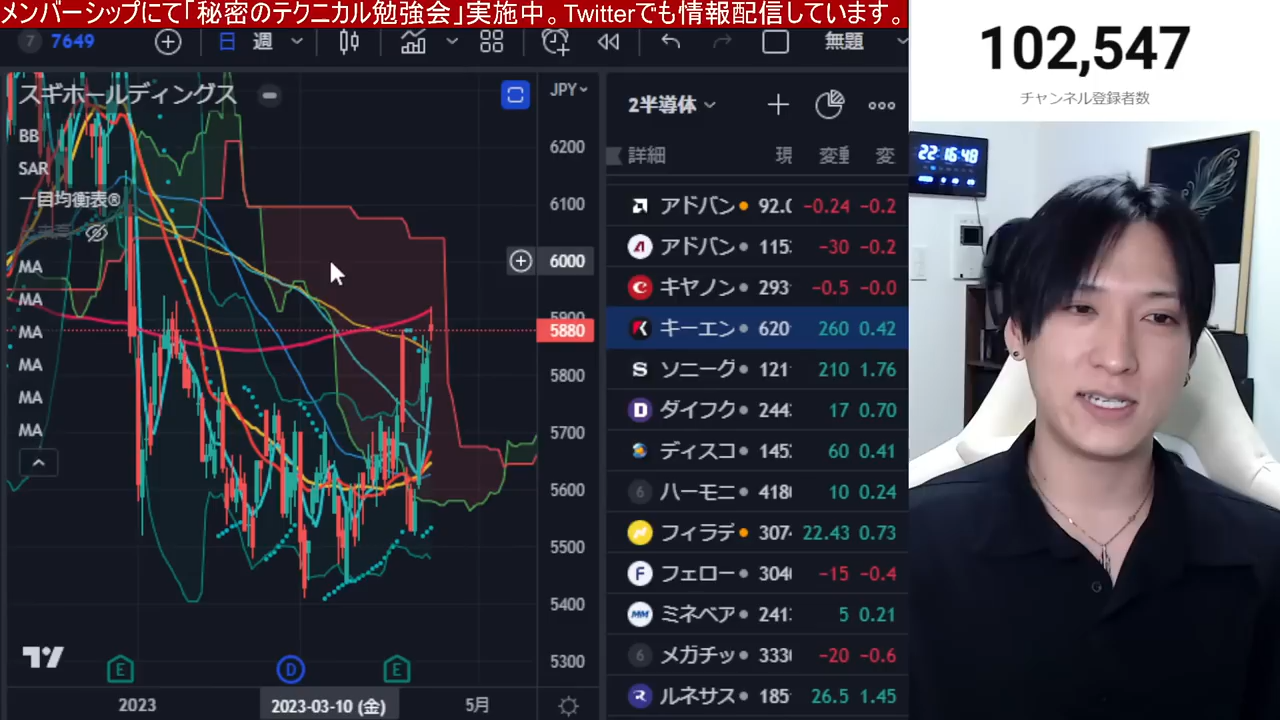 メンバーシップにて「秘密のテクニカル勉強会」実施中。Twitterでも情報配信しています。
7 7649 日 週 無題
スギホールディングス
JPY
BB
SAR
一目均衡表®
MA
MA
MA
MA
MA
MA
6200
6100
6000
5900
5880
5800
5700
5600
5500
5400
5300
E D E
2023 2023-03-10 (金) 5月
2半導体
詳細 現 変動 変
アドバン 92.0 -0.24 -0.2
アドバン 115 -30 -0.2
キヤノン 293 -0.5 -0.0
キーエン 620 260 0.42
ソニーグ 121 210 1.76
ダイフク 244 17 0.70
ディスコ 145 60 0.41
6 ハーモニ 418 10 0.24
フィラデ 307 22.43 0.73
フェロー 304 -15 -0.4
ミネベア 241 5 0.21
6 メガチッ 333 -20 -0.6
ルネサス 185 26.5 1.45
102,547
チャンネル登録者数
22:16:48